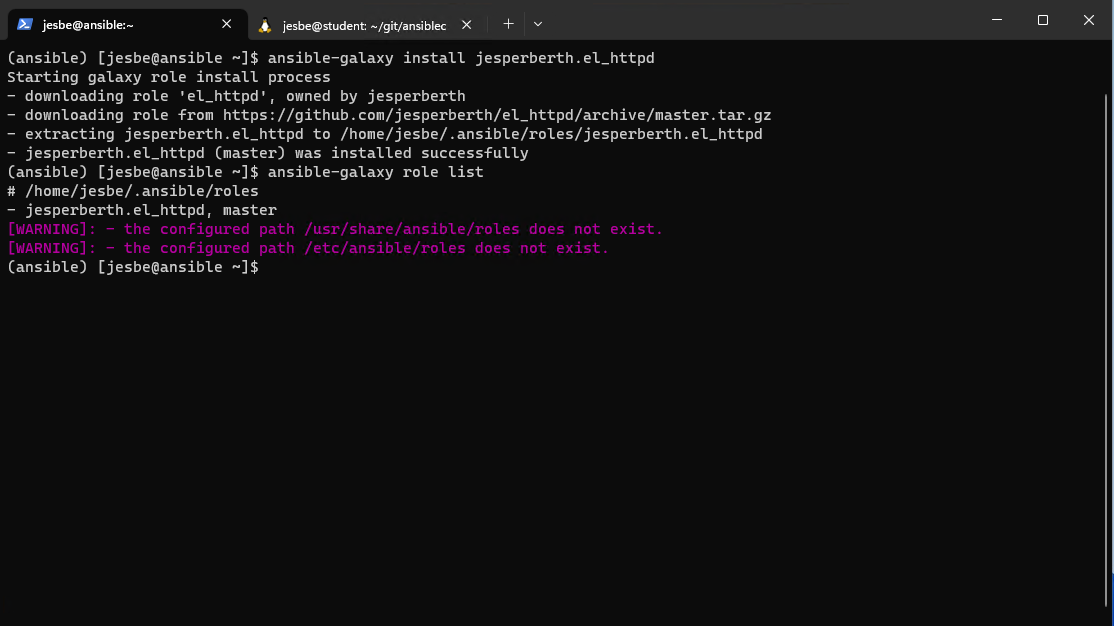 jesbe@ansible:~
jesbe@student: ~/git/ansiblec
(ansible) [jesbe@ansible ~]$ ansible-galaxy install jesperberth.el_httpd
Starting galaxy role install process
- downloading role 'el_httpd', owned by jesperberth
- downloading role from https://github.com/jesperberth/el_httpd/archive/master.tar.gz
- extracting jesperberth.el_httpd to /home/jesbe/.ansible/roles/jesperberth.el_httpd
- jesperberth.el_httpd (master) was installed successfully
(ansible) [jesbe@ansible ~]$ ansible-galaxy role list
# /home/jesbe/.ansible/roles
- jesperberth.el_httpd, master
[WARNING]: - the configured path /usr/share/ansible/roles does not exist.
[WARNING]: - the configured path /etc/ansible/roles does not exist.
(ansible) [jesbe@ansible ~]$